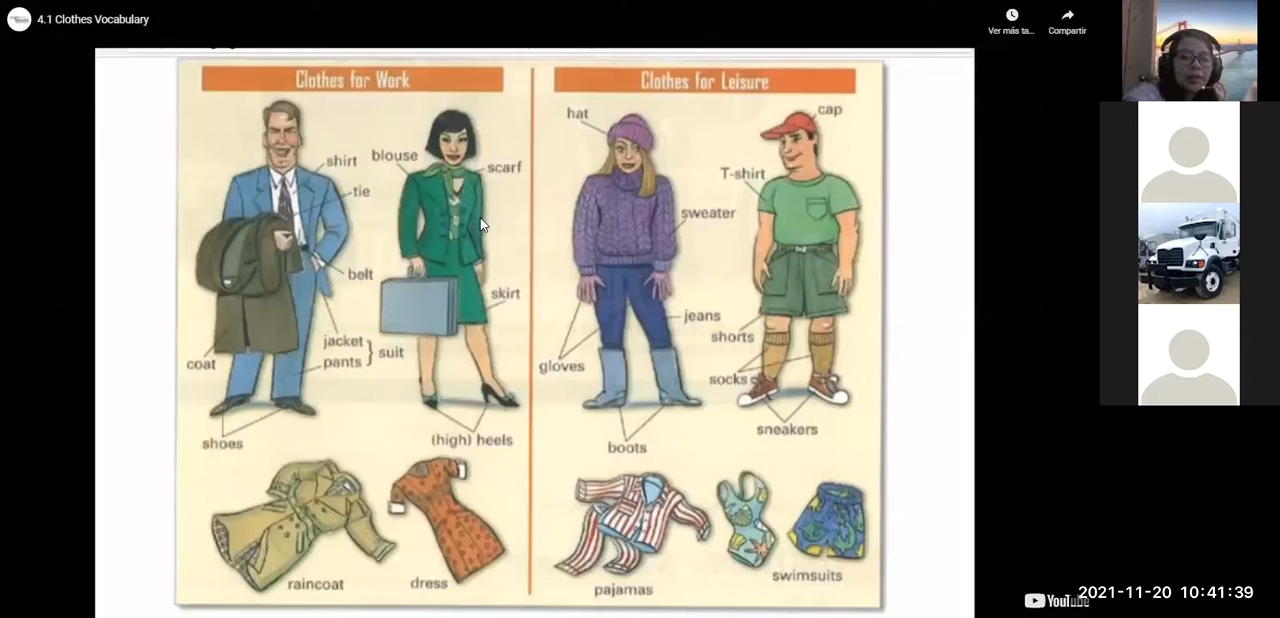 4.1 Clothes Vocabulary
Ver más ta...
Compartir
Clothes for Work
Clothes for Leisure
shirt
blouse
scarf
tie
belt
skirt
coat
jacket
pants
suit
shoes
(high) heels
raincoat
dress
hat
cap
T-shirt
sweater
jeans
shorts
gloves
socks
sneakers
boots
pajamas
swimsuits
YouTube
2021-11-20 10:41:39